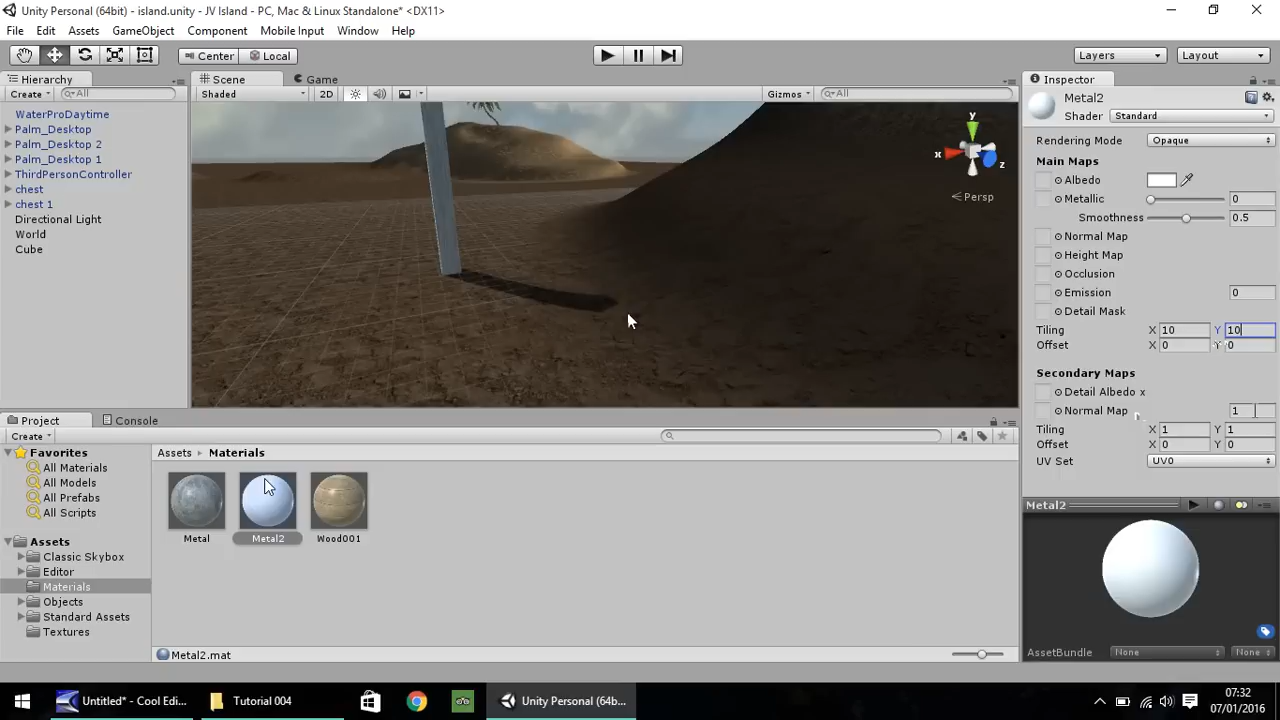 Unity Personal (64bit) - island.unity - JV Island - PC, Mac & Linux Standalone* <DX11>
File Edit Assets GameObject Component Mobile Input Window Help
Center Local Layers Layout
Hierarchy
Create All
WaterProDaytime
Palm_Desktop
Palm_Desktop 2
Palm_Desktop 1
ThirdPersonController
chest
chest 1
Directional Light
World
Cube
Scene Game
Shaded 2D Gizmos All
y
x
z
Persp
Inspector
Metal2
Shader Standard
Rendering Mode Opaque
Main Maps
Albedo
Metallic 0
Smoothness 0.5
Normal Map
Height Map
Occlusion
Emission 0
Detail Mask
Tiling X 10 Y 10
Offset X 0 Y 0
Secondary Maps
Detail Albedo x
Normal Map 1
Tiling X 1 Y 1
Offset X 0 Y 0
UV Set UV0
Metal2
AssetBundle None None
Project Console
Create
Favorites
All Materials
All Models
All Prefabs
All Scripts
Assets
Classic Skybox
Editor
Materials
Objects
Standard Assets
Textures
Assets Materials
Metal Metal2 Wood001
Metal2.mat
Untitled* - Cool Edi... Tutorial 004 Unity Personal (64b... 07:32
07/01/2016